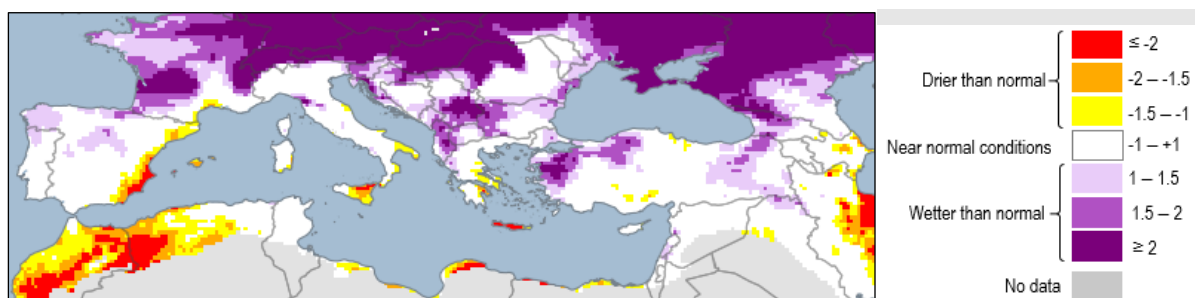 ≤ -2
Drier than normal
-2 – -1.5
-1.5 – -1
Near normal conditions
-1 – +1
1 – 1.5
Wetter than normal
1.5 – 2
≥ 2
No data